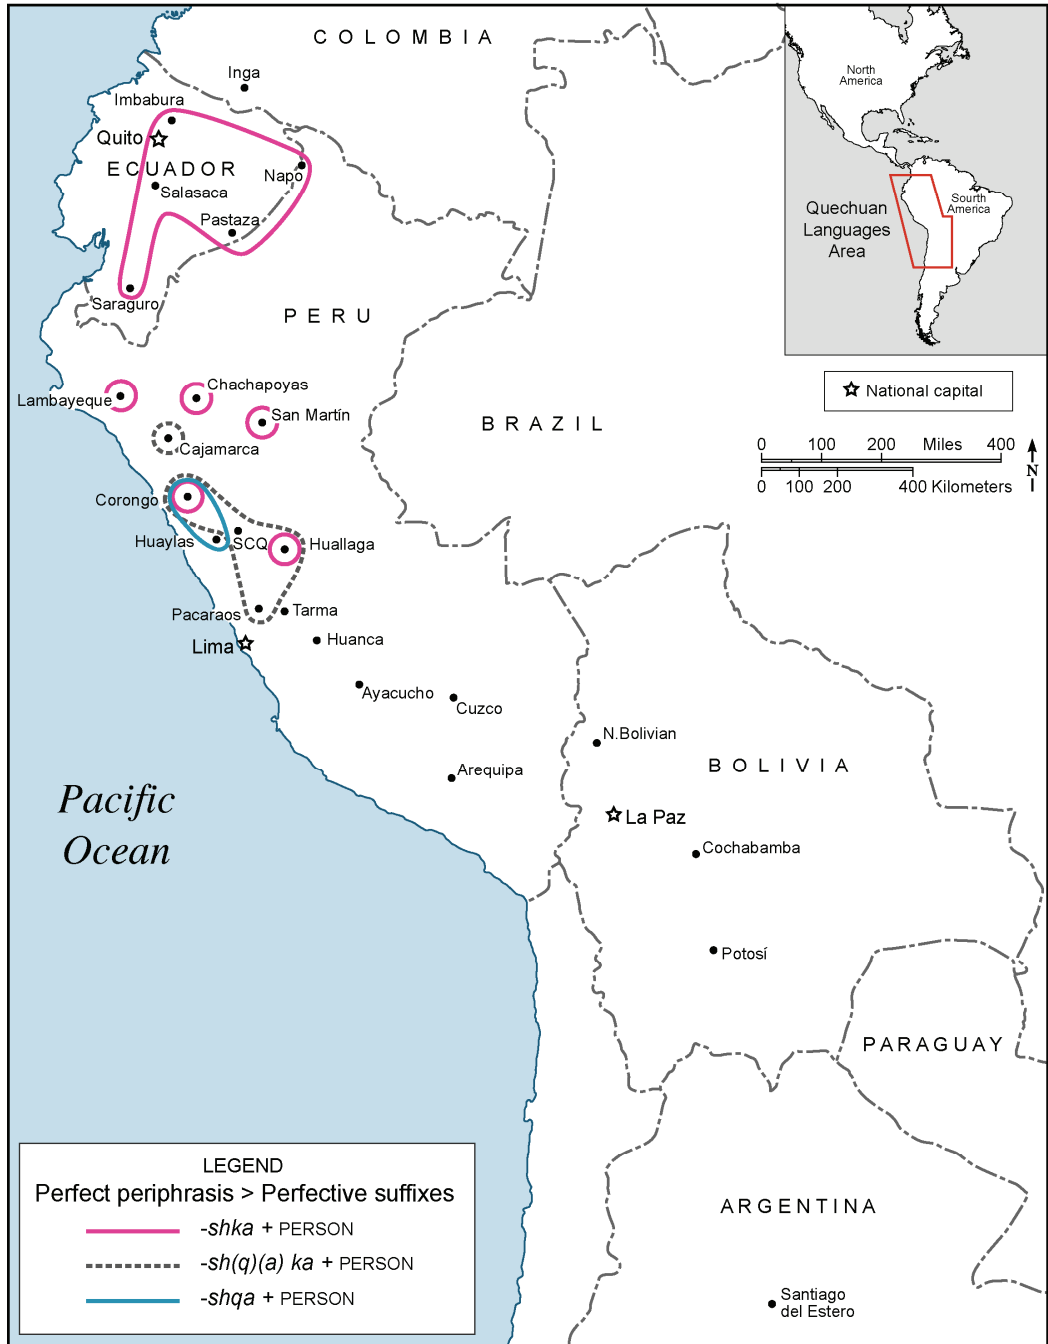 COLOMBIA
Inga
Imbabura
Quito
ECUADOR
Napo
Salasaca
Pastaza
Saraguro
PERU
North
America
South
America
Quechuan
Languages
Area
National capital
Lambayeque
Chachapoyas
San Martín
BRAZIL
Cajamarca
0 100 200 Miles 400
0 100 200 400 Kilometers
N
Corongo
Huaylas
SCQ
Huallaga
Pacaraos
Tarma
Lima
Huanca
Ayacucho
Cuzco
N.Bolivian
BOLIVIA
Arequipa
Pacific
Ocean
La Paz
Cochabamba
Potosí
PARAGUAY
ARGENTINA
Santiago
del Estero
LEGEND
Perfect periphrasis > Perfective suffixes
-shka + PERSON
-sh(q)(a) ka + PERSON
-shqa + PERSON